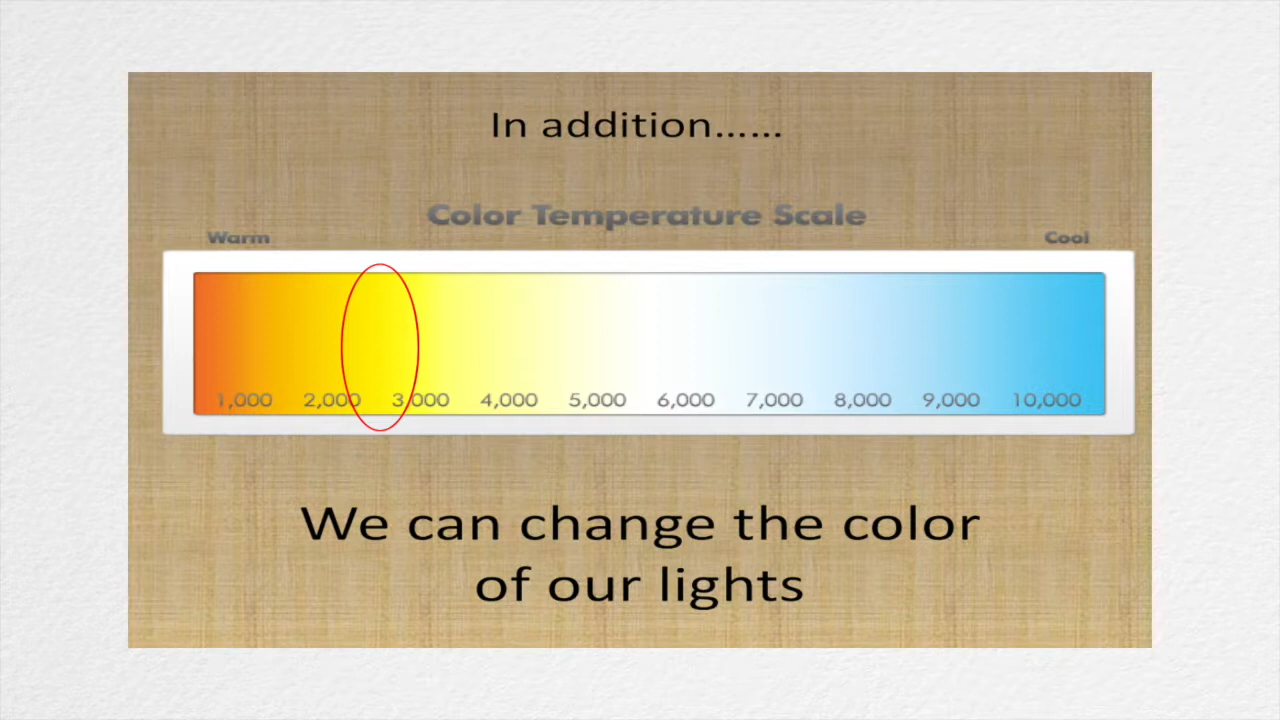 In addition……
Color Temperature Scale
Warm Cool
1,000 2,000 3,000 4,000 5,000 6,000 7,000 8,000 9,000 10,000
We can change the color
of our lights